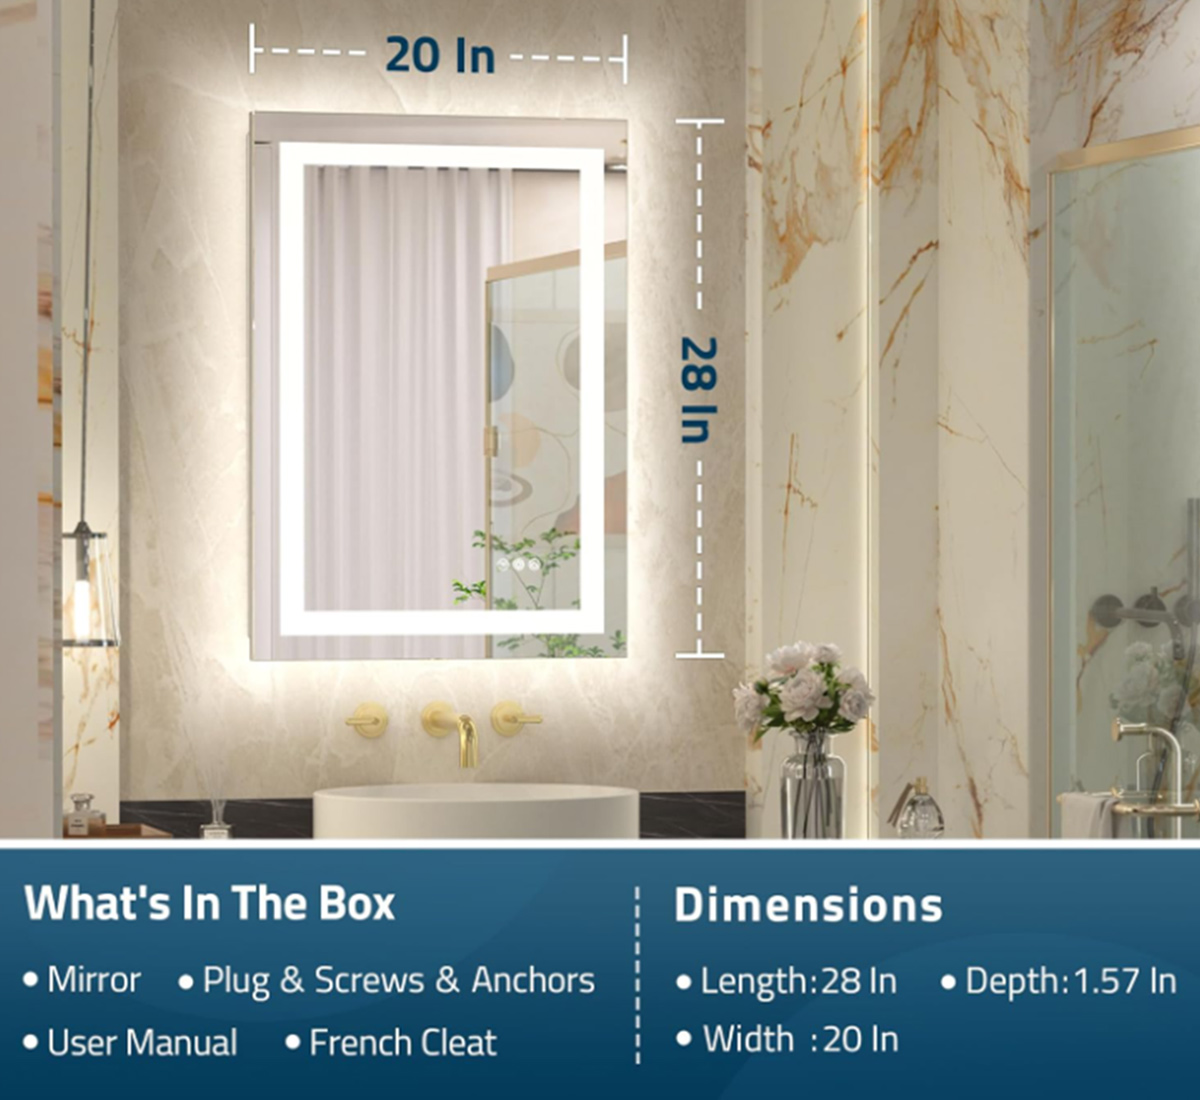 20 In
28 In
What's In The Box
• Mirror • Plug & Screws & Anchors
• User Manual • French Cleat
Dimensions
• Length:28 In • Depth:1.57 In
• Width :20 In